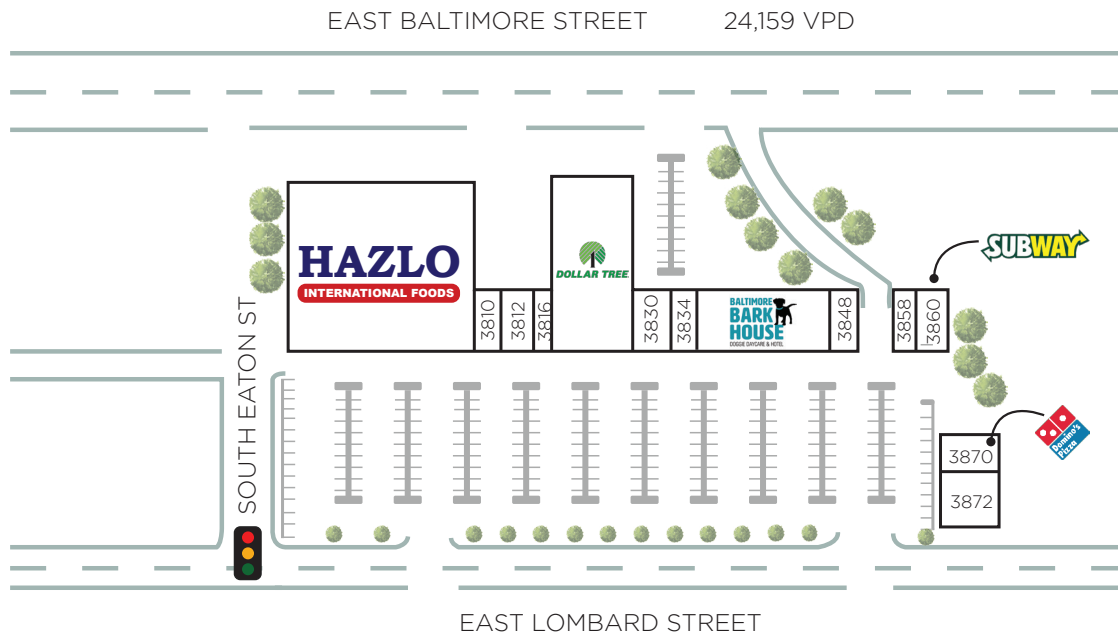 EAST BALTIMORE STREET 24,159 VPD
SUBWAY
HAZLO
INTERNATIONAL FOODS
DOLLAR TREE
3810
3812
3816
3830
3834
BALTIMORE
BARK
HOUSE
DOGGIE DAYCARE & HOTEL
3848
3858
3860
SOUTH EATON ST
Domino's
Pizza
3870
3872
EAST LOMBARD STREET